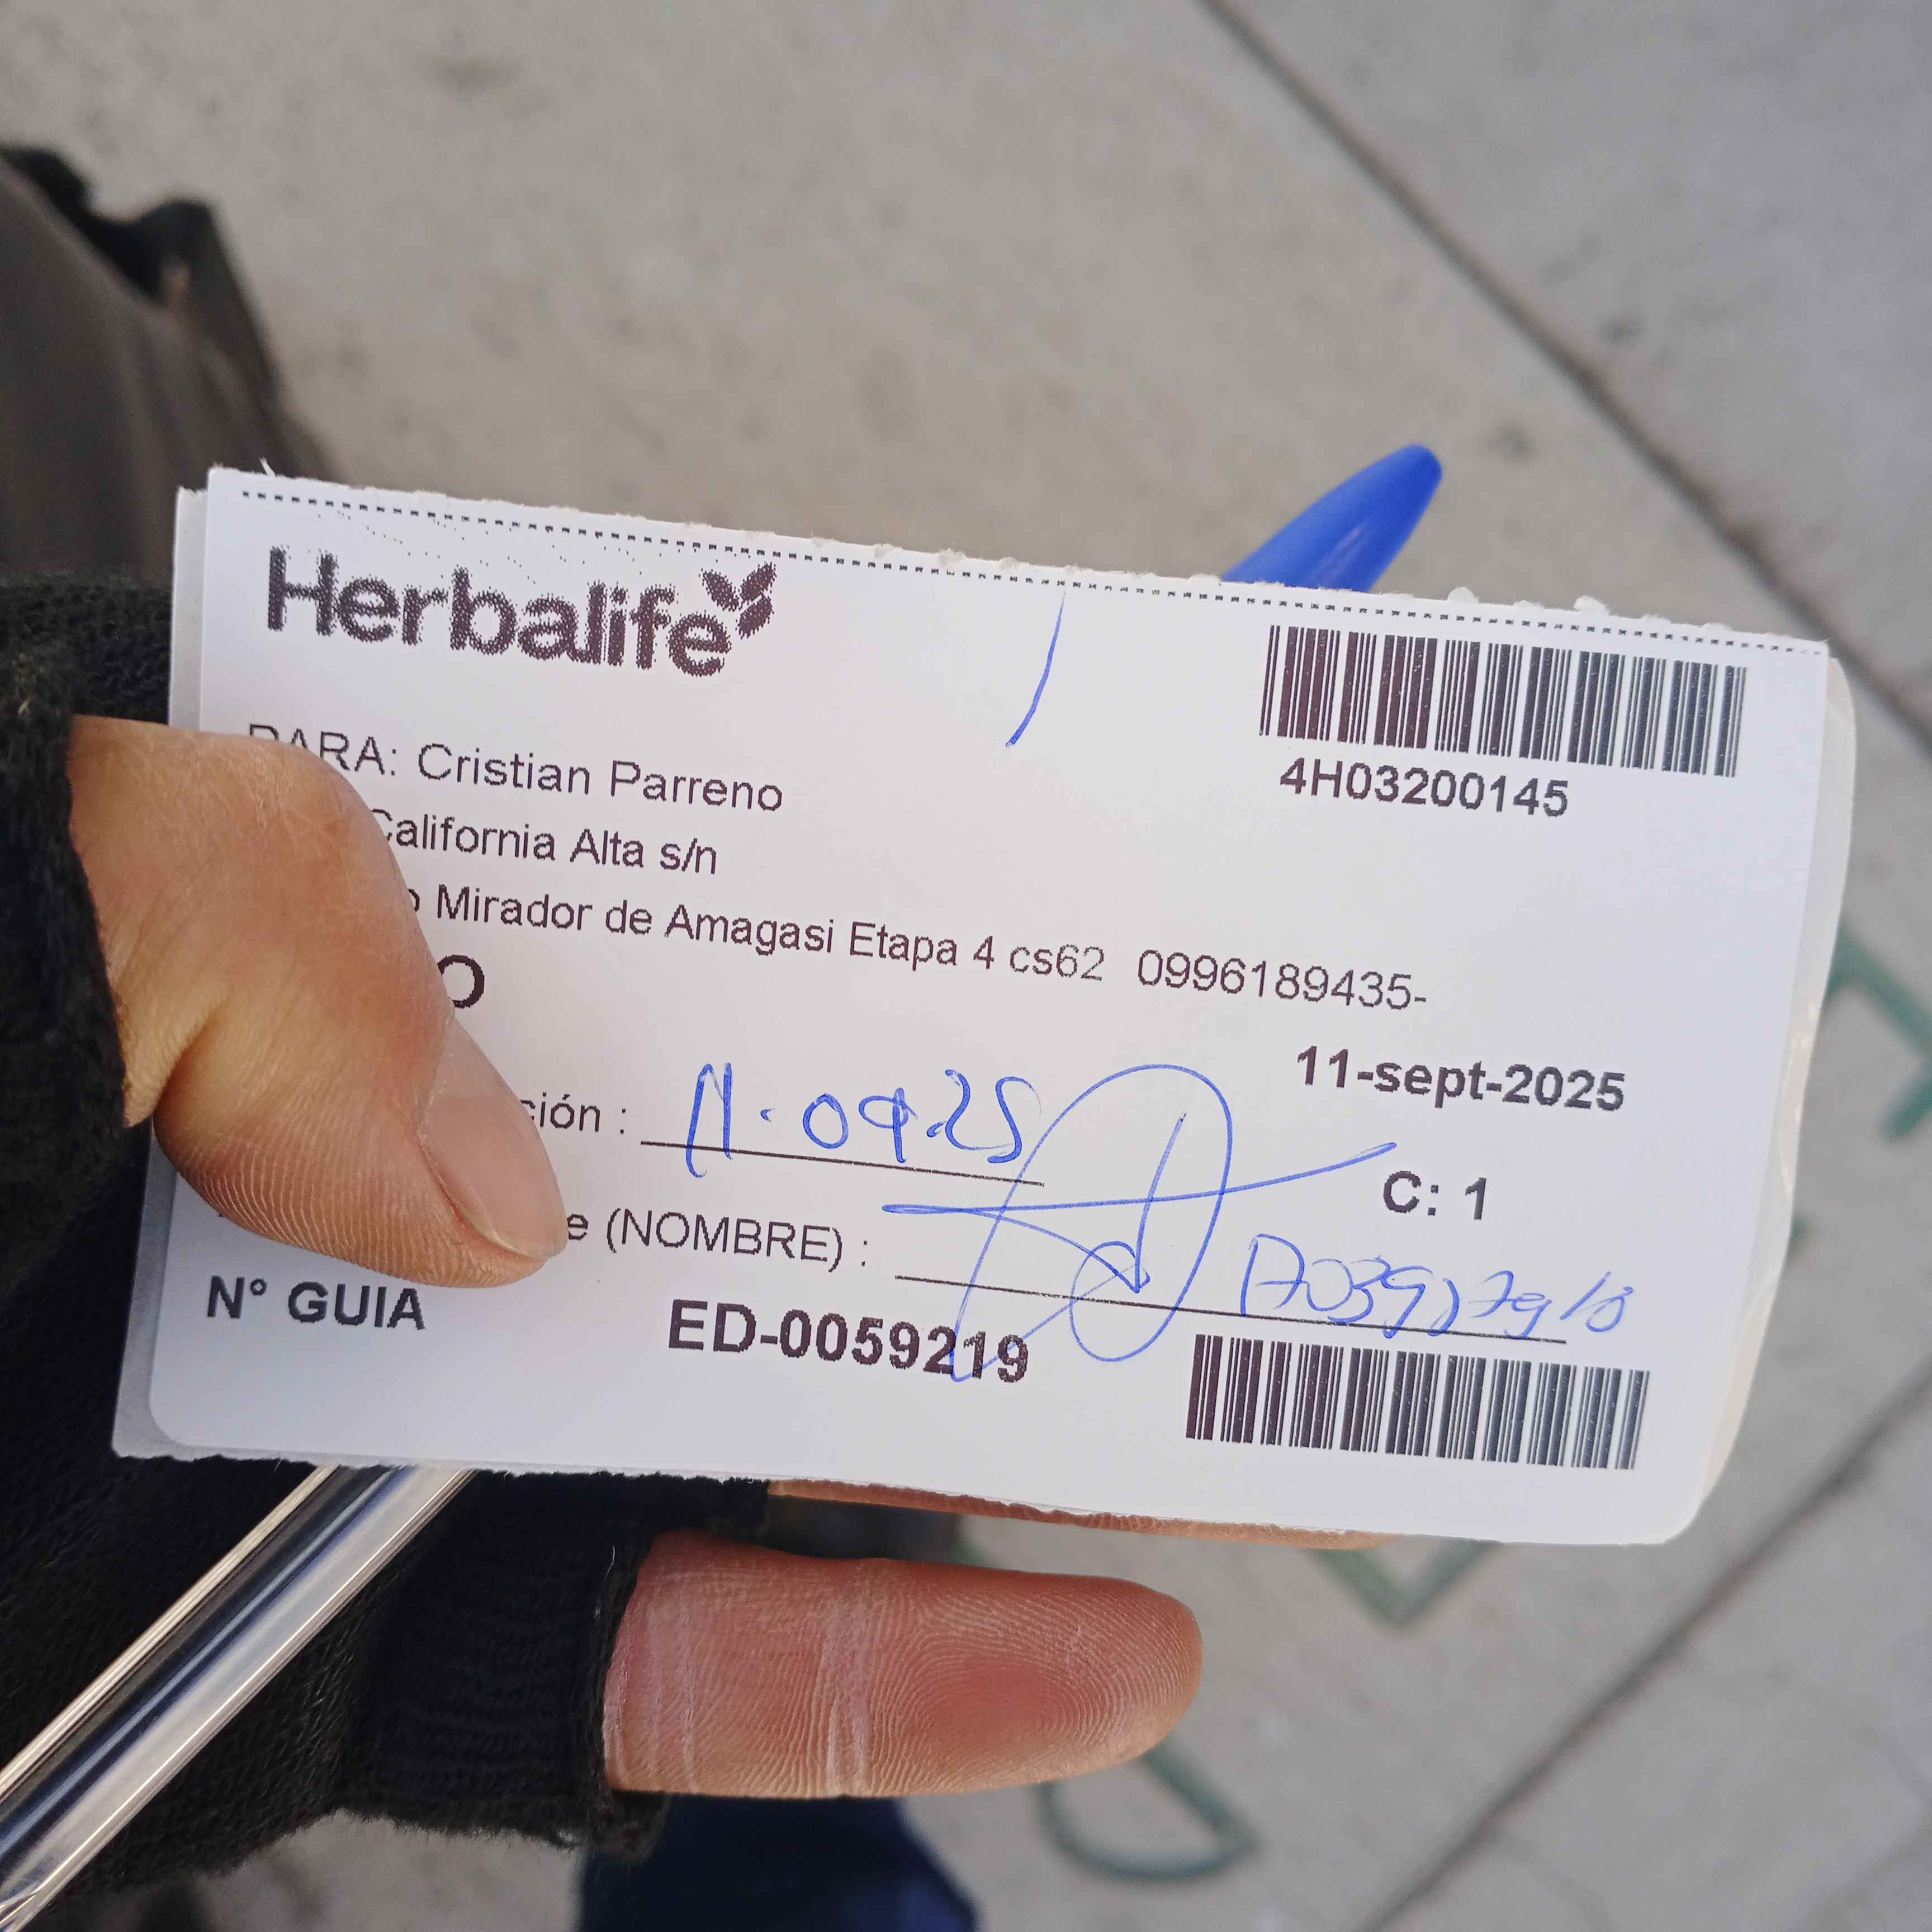 Herbalife
4H03200145
PARA: Cristian Parreno
California Alta s/n
Mirador de Amagasi Etapa 4 cs62 0996189435-
11-sept-2025
ción : 11.09.25
C: 1
e (NOMBRE) :
N° GUIA ED-0059219